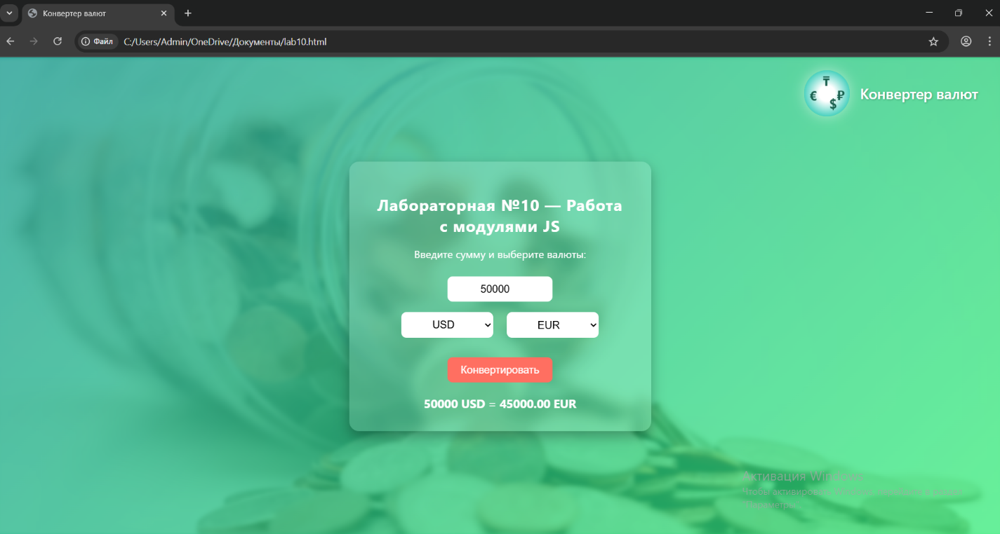 Конвертер валют
Файл
C:/Users/Admin/OneDrive//Документы/lab10.html
₸
€ ₽
$
Конвертер валют
Лабораторная №10 — Работа
с модулями JS
Введите сумму и выберите валюты:
50000
USD EUR
Конвертировать
50000 USD = 45000.00 EUR
Активация Windows
Чтобы активировать Windows, перейдите в раздел
"Параметры".